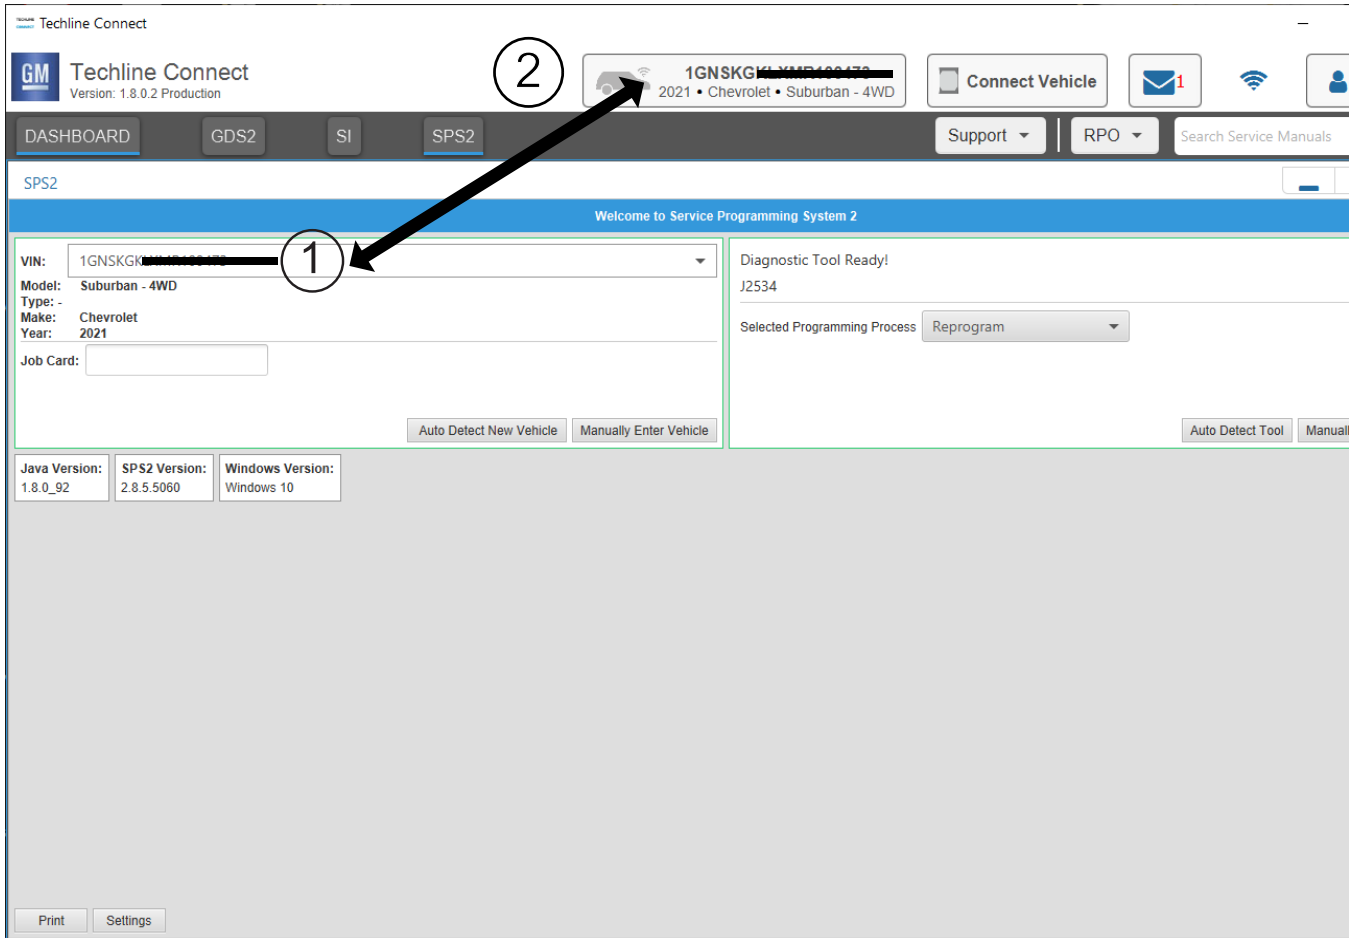 Techline Connect
GM
Techline Connect
Version: 1.8.0.2 Production
2
1GNSKG
2021 • Chevrolet • Suburban - 4WD
Connect Vehicle
1
DASHBOARD
GDS2
SI
SPS2
Support
RPO
Search Service Manuals
SPS2
Welcome to Service Programming System 2
VIN:
1GNSKGK
1
Model: Suburban - 4WD
Type: -
Make: Chevrolet
Year: 2021
Job Card:
Auto Detect New Vehicle
Manually Enter Vehicle
Diagnostic Tool Ready!
J2534
Selected Programming Process
Reprogram
Auto Detect Tool
Manuall
Java Version:
1.8.0_92
SPS2 Version:
2.8.5.5060
Windows Version:
Windows 10
Print
Settings